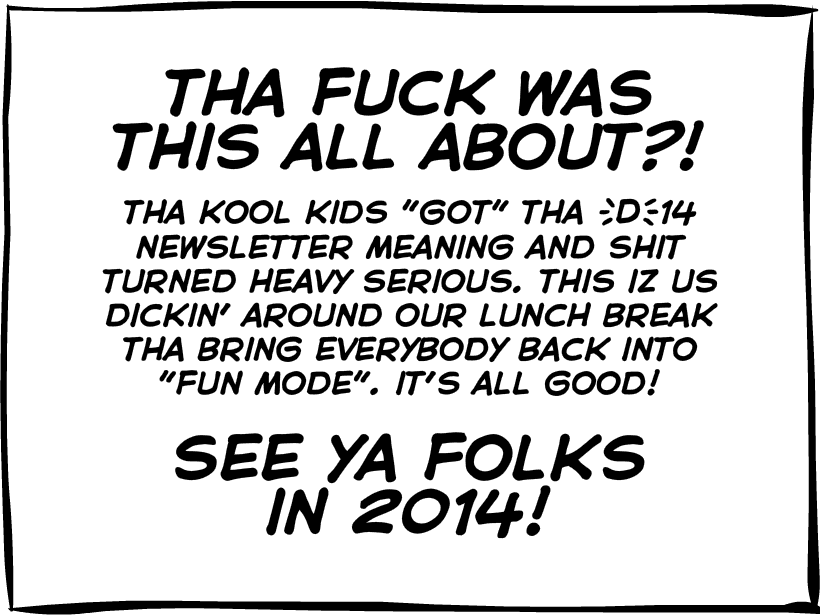 THA FUCK WAS
THIS ALL ABOUT?!
THA KOOL KIDS "GOT" THA :D:14
NEWSLETTER MEANING AND SHIT
TURNED HEAVY SERIOUS. THIS IZ US
DICKIN' AROUND OUR LUNCH BREAK
THA BRING EVERYBODY BACK INTO
"FUN MODE". IT'S ALL GOOD!
SEE YA FOLKS
IN 2014!